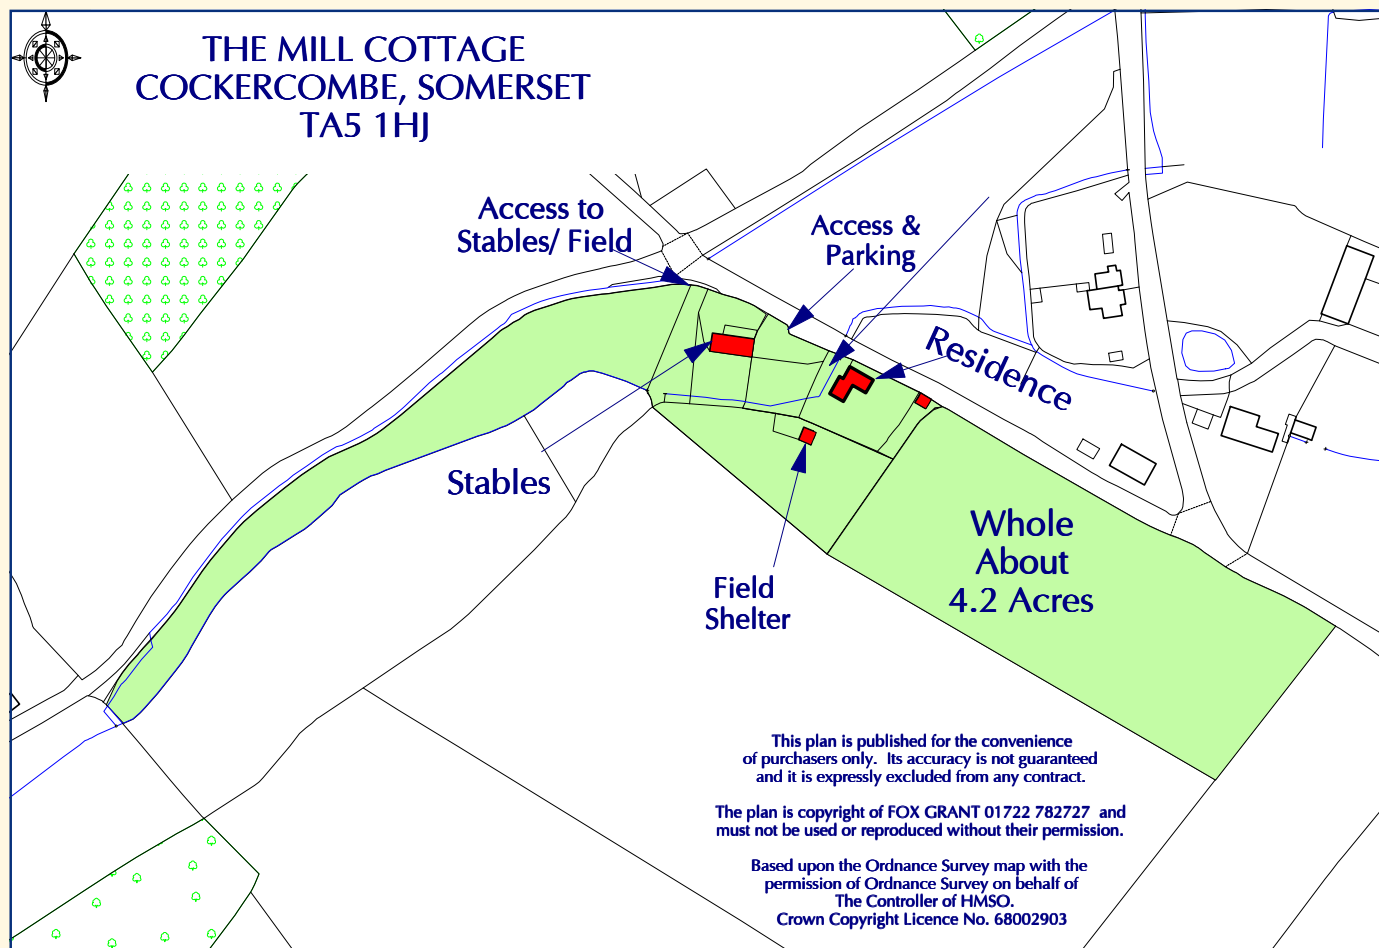 THE MILL COTTAGE
COCKERCOMBE, SOMERSET
TA5 1HJ
Access to
Stables/ Field
Access &
Parking
Residence
Stables
Field
Shelter
Whole
About
4.2 Acres
This plan is published for the convenience
of purchasers only. Its accuracy is not guaranteed
and it is expressly excluded from any contract.
The plan is copyright of FOX GRANT 01722 782727 and
must not be used or reproduced without their permission.
Based upon the Ordnance Survey map with the
permission of Ordnance Survey on behalf of
The Controller of HMSO.
Crown Copyright Licence No. 68002903